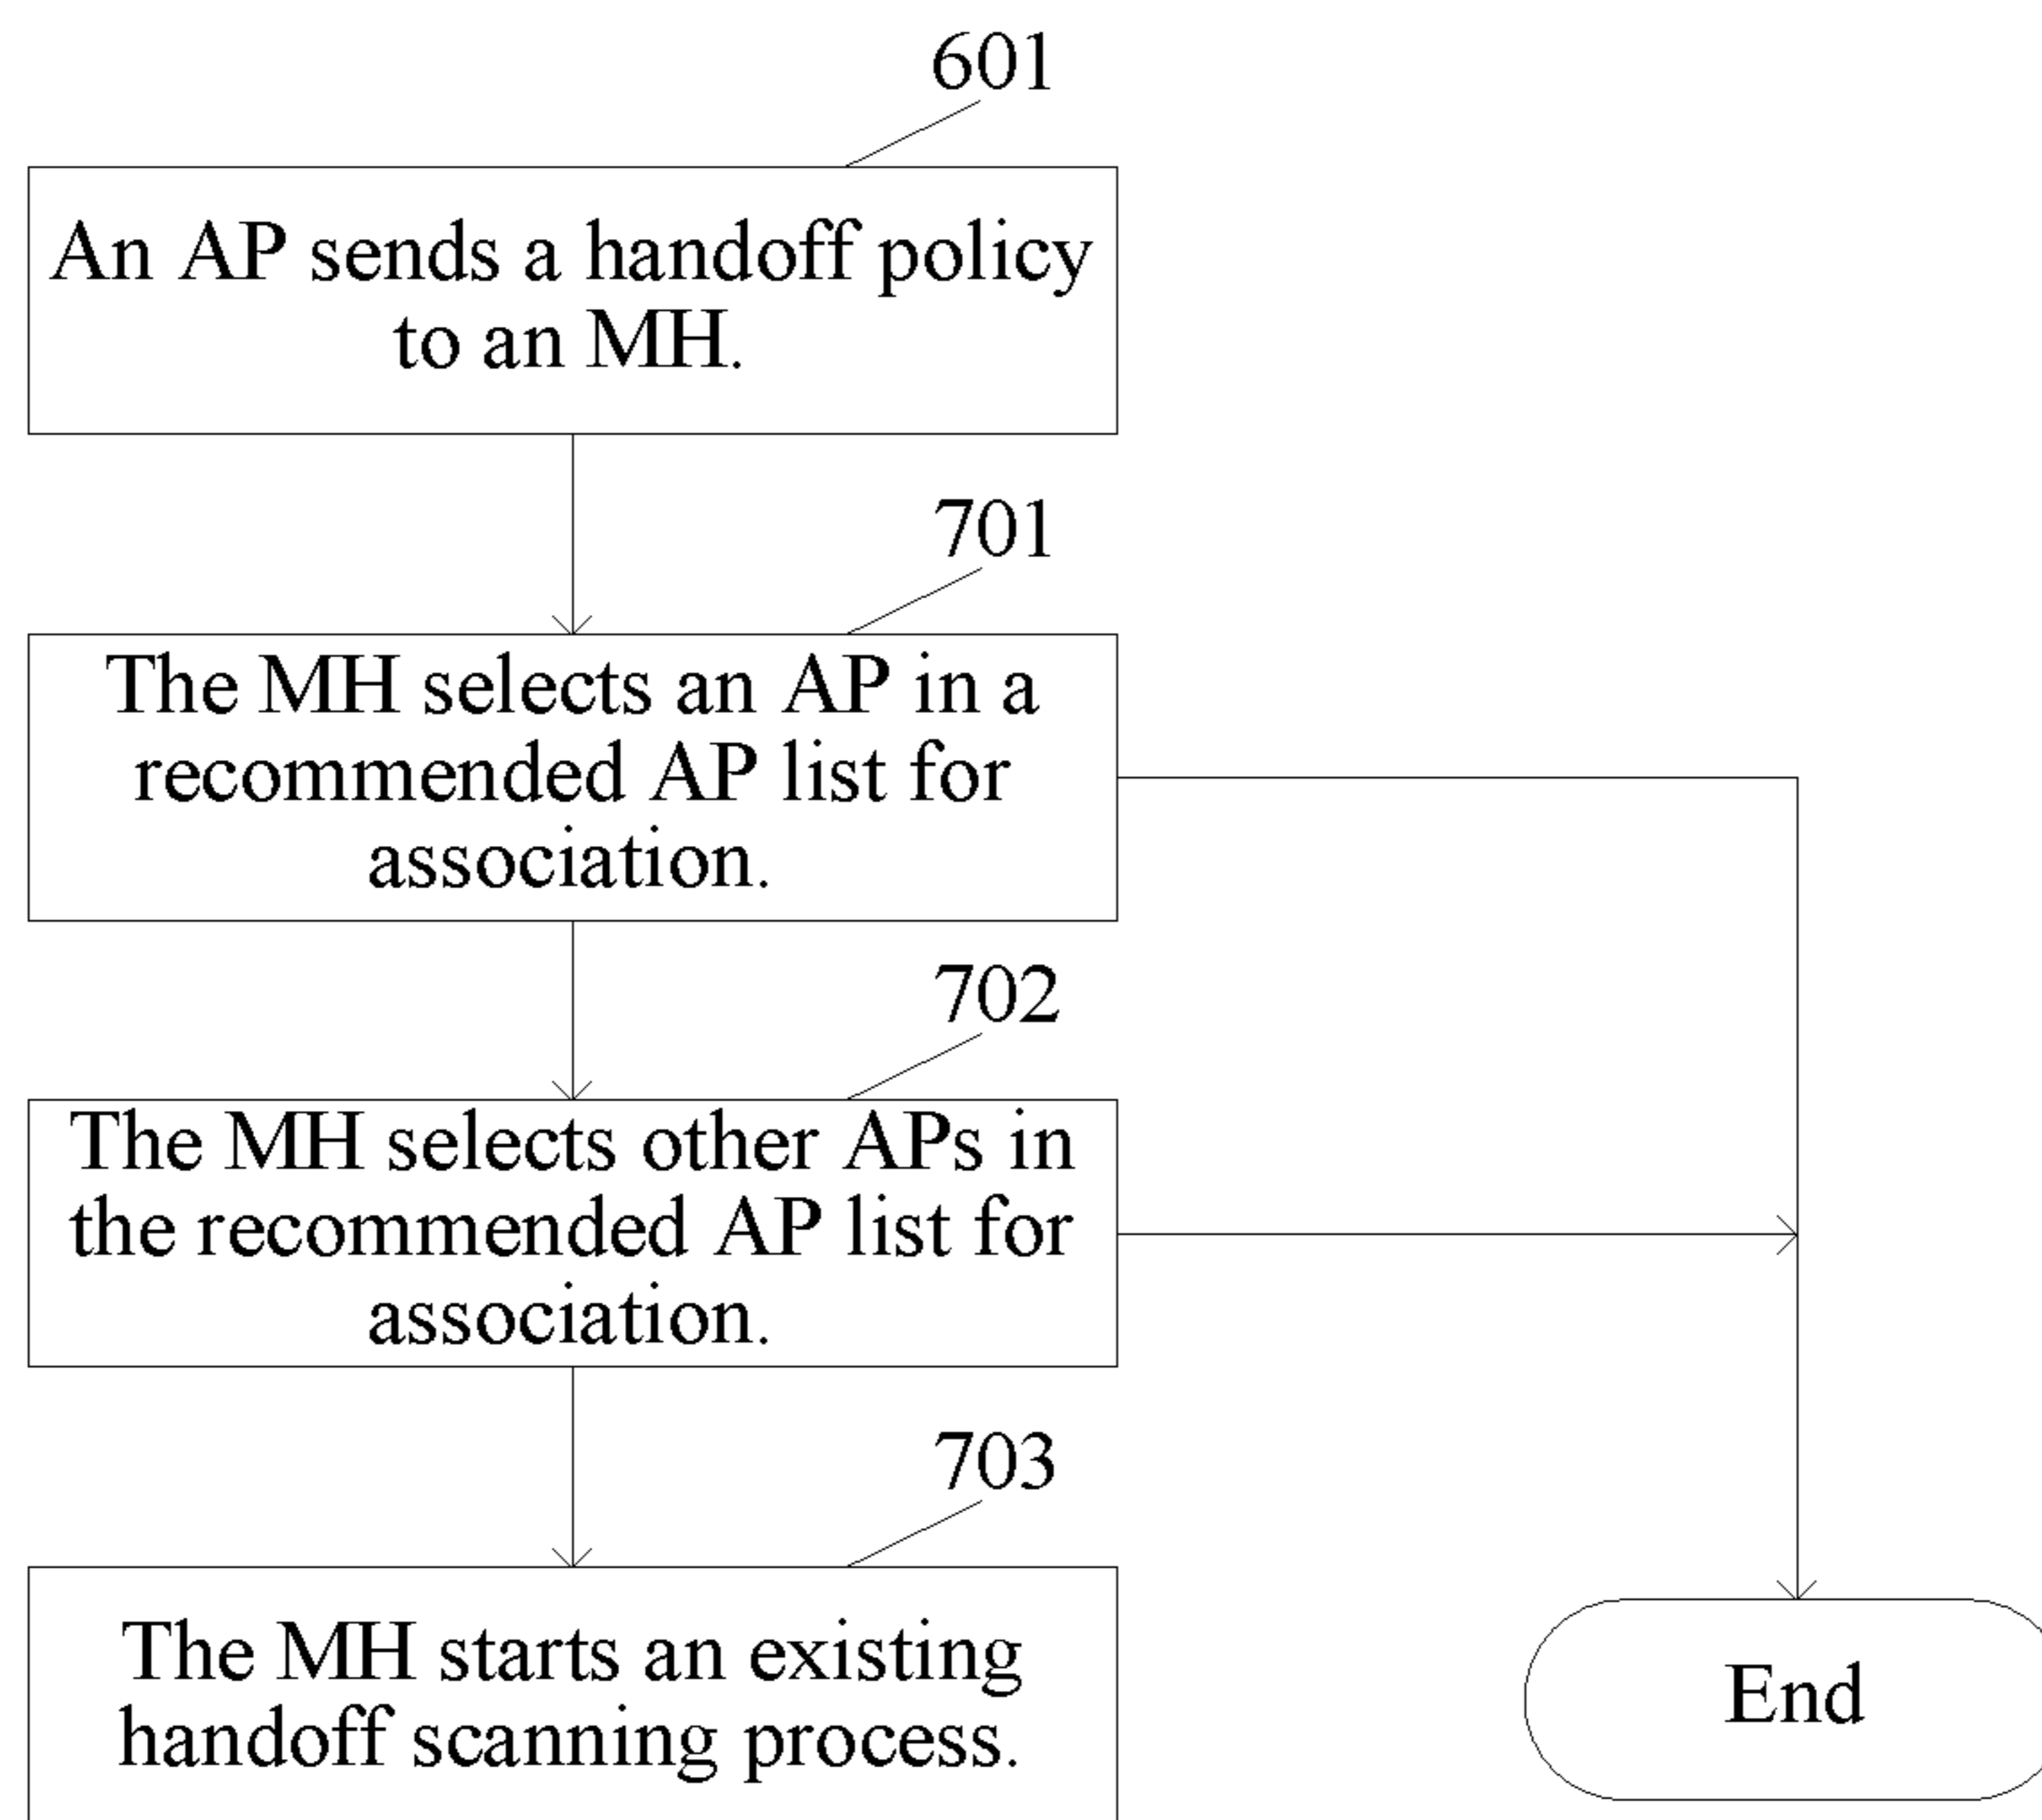 601
An AP sends a handoff policy
to an MH.
701
The MH selects an AP in a
recommended AP list for
association.
702
The MH selects other APs in
the recommended AP list for
association.
703
The MH starts an existing
handoff scanning process.
End